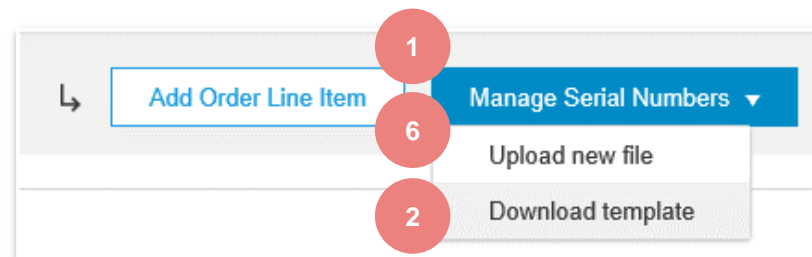 1
Add Order Line Item
Manage Serial Numbers
6
Upload new file
2
Download template